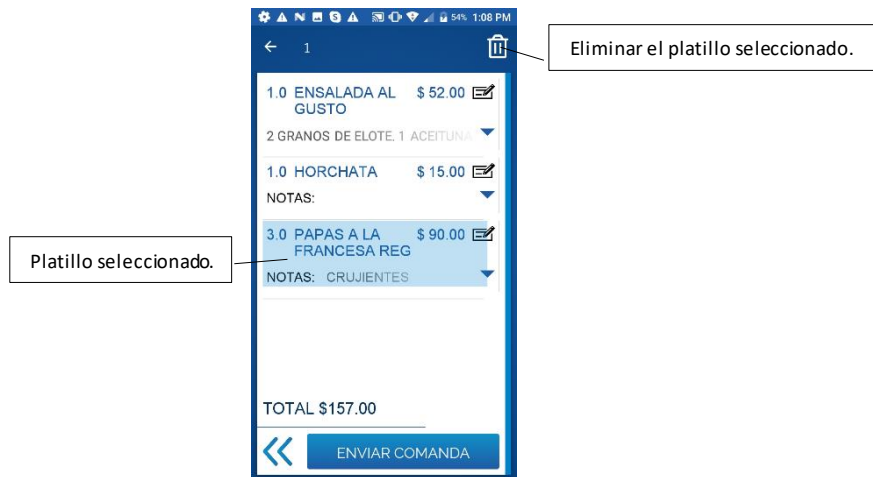 54% 1:08 PM
1
Eliminar el platillo seleccionado.
1.0 ENSALADA AL $ 52.00
GUSTO
2 GRANOS DE ELOTE, 1 ACEITUNA
1.0 HORCHATA $ 15.00
NOTAS:
3.0 PAPAS A LA $ 90.00
FRANCESA REG
Platillo seleccionado.
NOTAS: CRUJIENTES
TOTAL $157.00
ENVIAR COMANDA